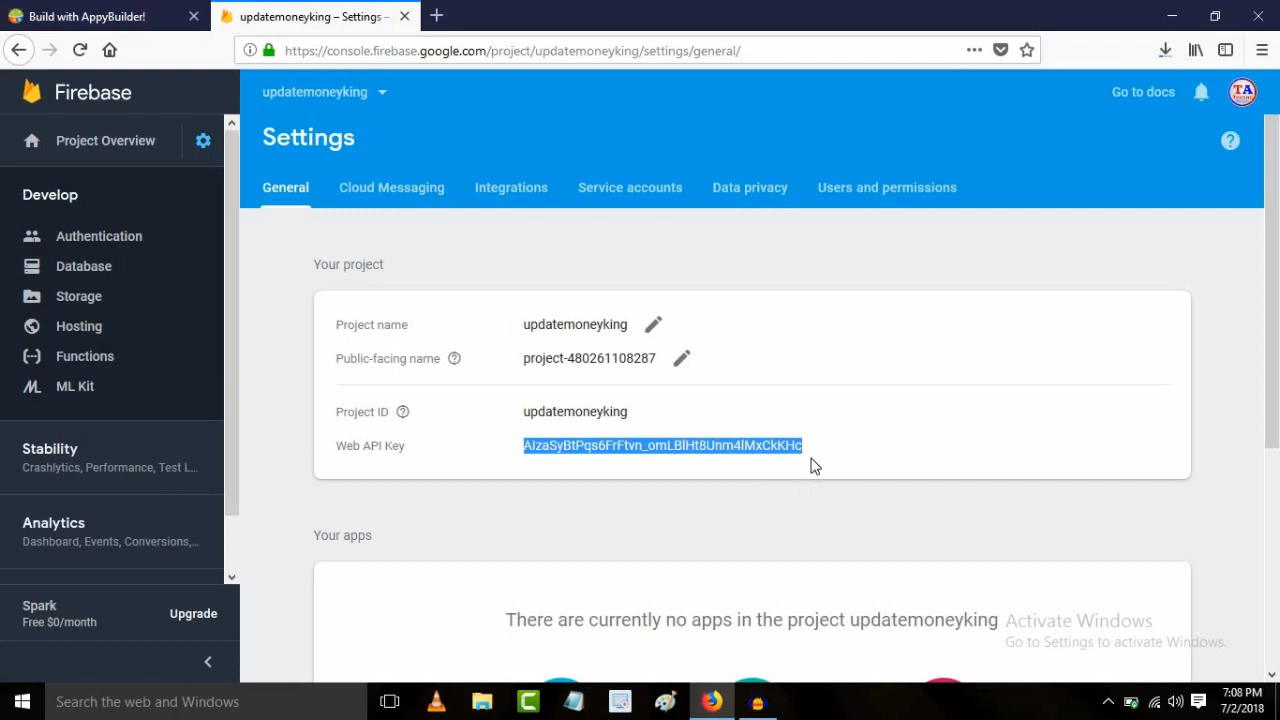 Build with AppyBuilder!
updatemoneyking – Settings –
https://console.firebase.google.com/project/updatemoneyking/settings/general/
Firebase
updatemoneyking
Go to docs
TA
Project Overview
Settings
General
Cloud Messaging
Integrations
Service accounts
Data privacy
Users and permissions
Develop
Authentication
Database
Storage
Hosting
Functions
ML Kit
Stability
Crashlytics, Performance, Test L...
Analytics
Dashboard, Events, Conversions,...
Spark
Free $0/month
Upgrade
Your project
Project name
updatemoneyking
Public-facing name
project-480261108287
Project ID
updatemoneyking
Web API Key
AIzaSyBtPqs6FrFtvn_omLBlHt8Unm4lMxCkKHc
Your apps
There are currently no apps in the project updatemoneyking
Activate Windows
Go to Settings to activate Windows.
Search the web and Windows
7:08 PM
7/2/2018